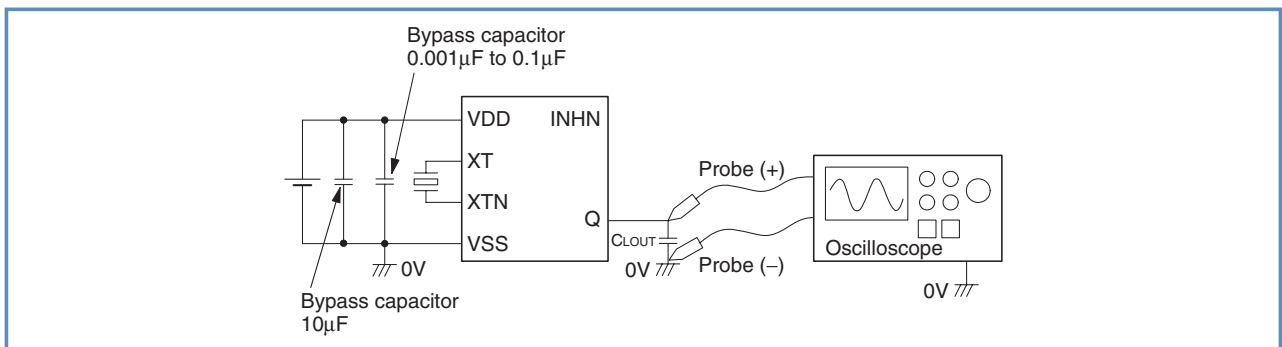 Bypass capacitor
0.001μF to 0.1μF
VDD
INHN
XT
XTN
VSS
Q
Probe (+)
CLOUT
0V
Probe (−)
Oscilloscope
0V
0V
Bypass capacitor
10μF